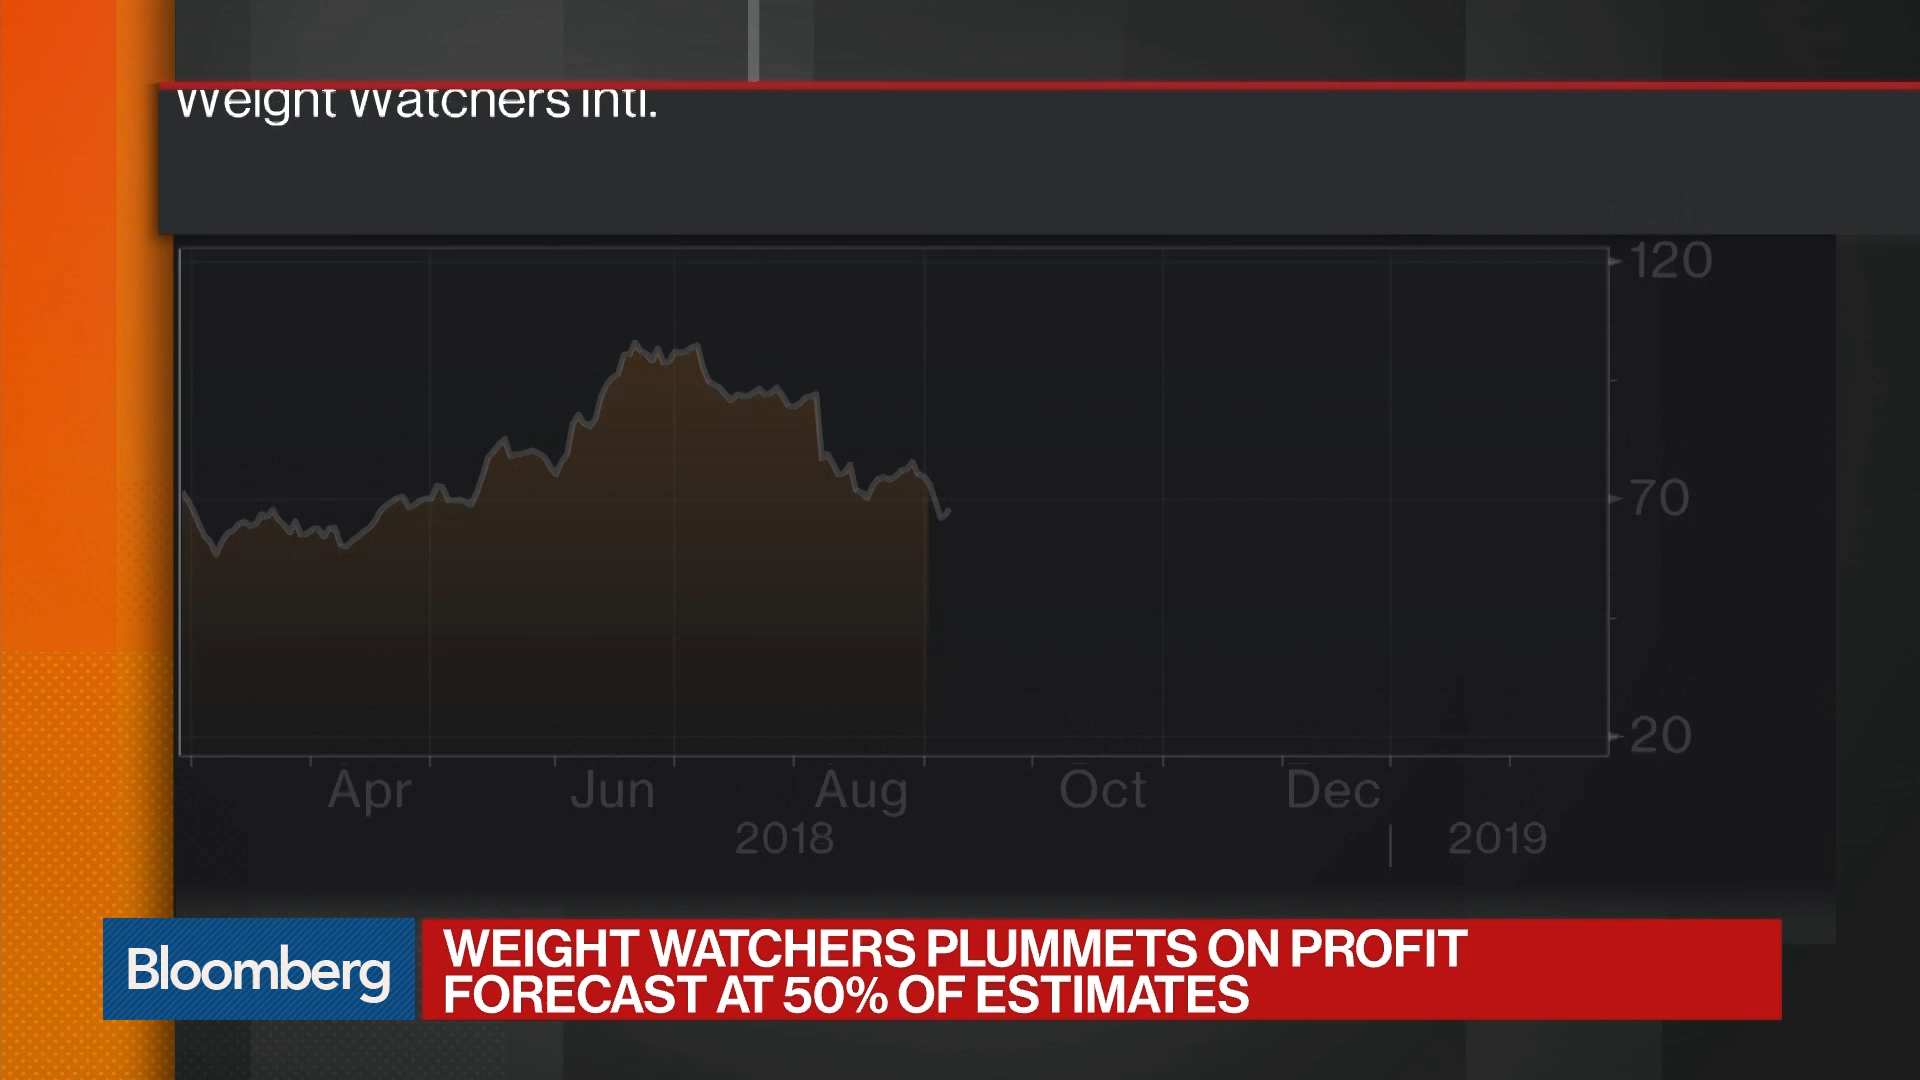 Weight Watchers Intl.
120
70
20
Apr Jun Aug Oct Dec
2018 2019
Bloomberg
WEIGHT WATCHERS PLUMMETS ON PROFIT
FORECAST AT 50% OF ESTIMATES